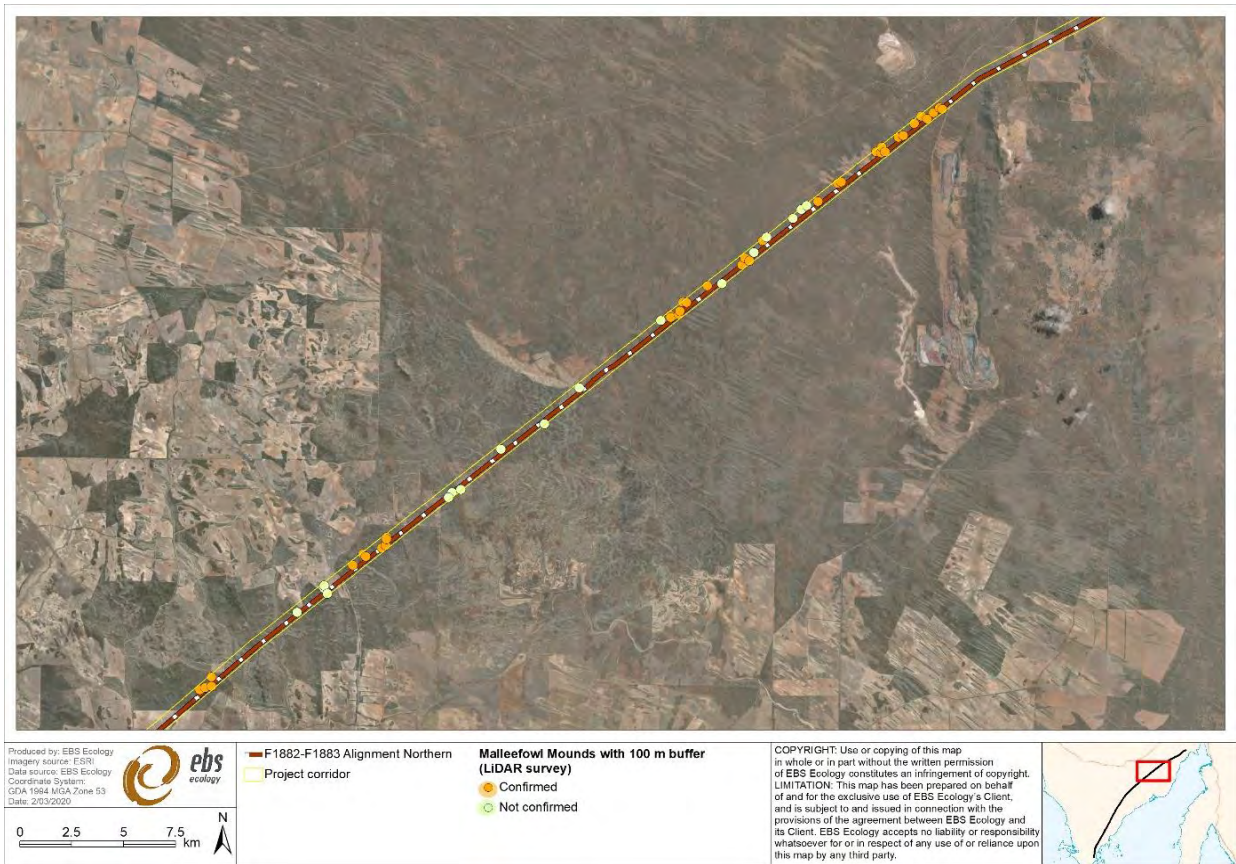 Produced by: EBS Ecology
Imagery source: ESRI
Data source: EBS Ecology
Coordinate System:
GDA 1994 MGA Zone 53
Date: 2/03/2020
ebs
ecology
0 2.5 5 7.5
km
N
F1882-F1883 Alignment Northern
Project corridor
Malleefowl Mounds with 100 m buffer
(LiDAR survey)
Confirmed
Not confirmed
COPYRIGHT: Use or copying of this map
in whole or in part without the written permission
of EBS Ecology constitutes an infringement of copyright.
LIMITATION: This map has been prepared on behalf
of and for the exclusive use of EBS Ecology's Client,
and is subject to and issued in connection with the
provisions of the agreement between EBS Ecology and
its Client. EBS Ecology accepts no liability or responsibility
whatsoever for or in respect of any use of or reliance upon
this map by any third party.